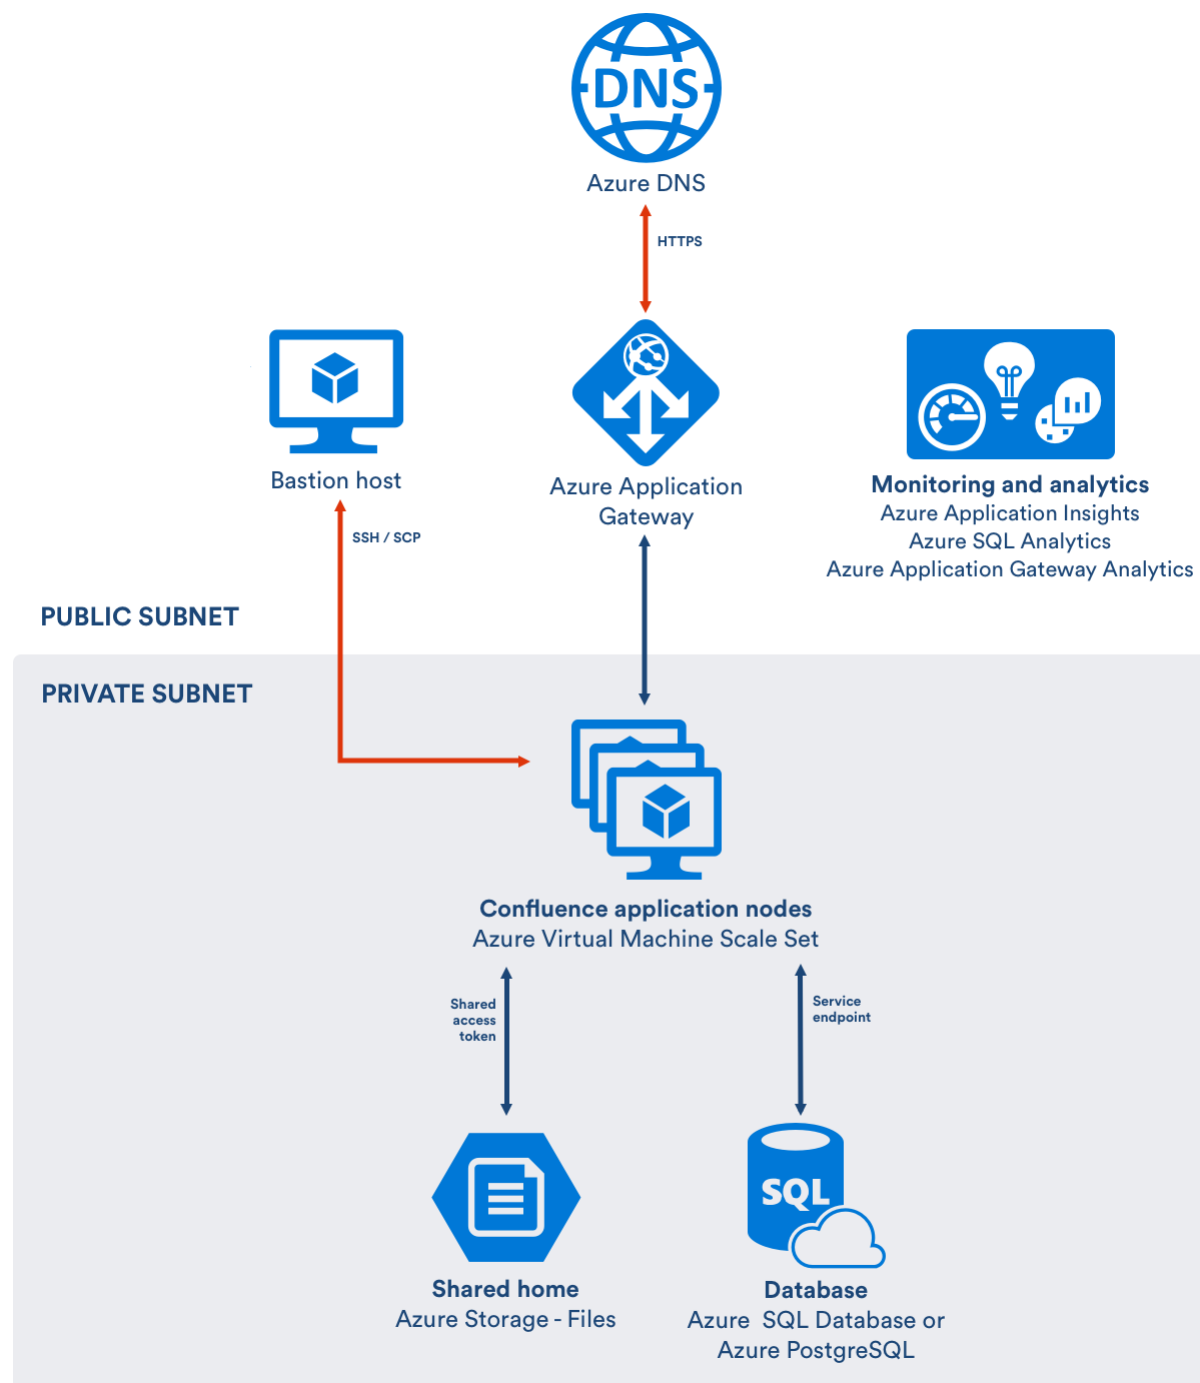 DNS
Azure DNS
HTTPS
Bastion host
Azure Application
Gateway
Monitoring and analytics
Azure Application Insights
Azure SQL Analytics
Azure Application Gateway Analytics
SSH / SCP
PUBLIC SUBNET
PRIVATE SUBNET
Confluence application nodes
Azure Virtual Machine Scale Set
Shared
access
token
Service
endpoint
SQL
Shared home
Azure Storage - Files
Database
Azure  SQL Database or
Azure PostgreSQL